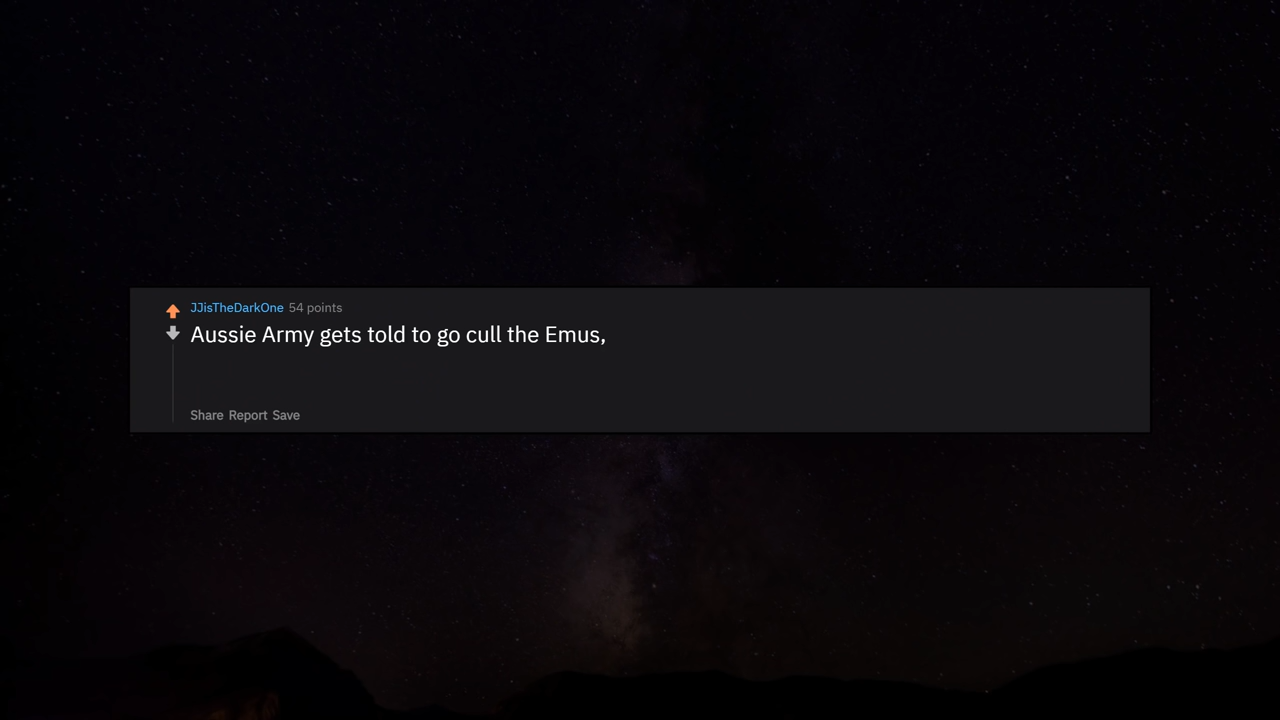 JJisTheDarkOne 54 points
Aussie Army gets told to go cull the Emus,
Share Report Save